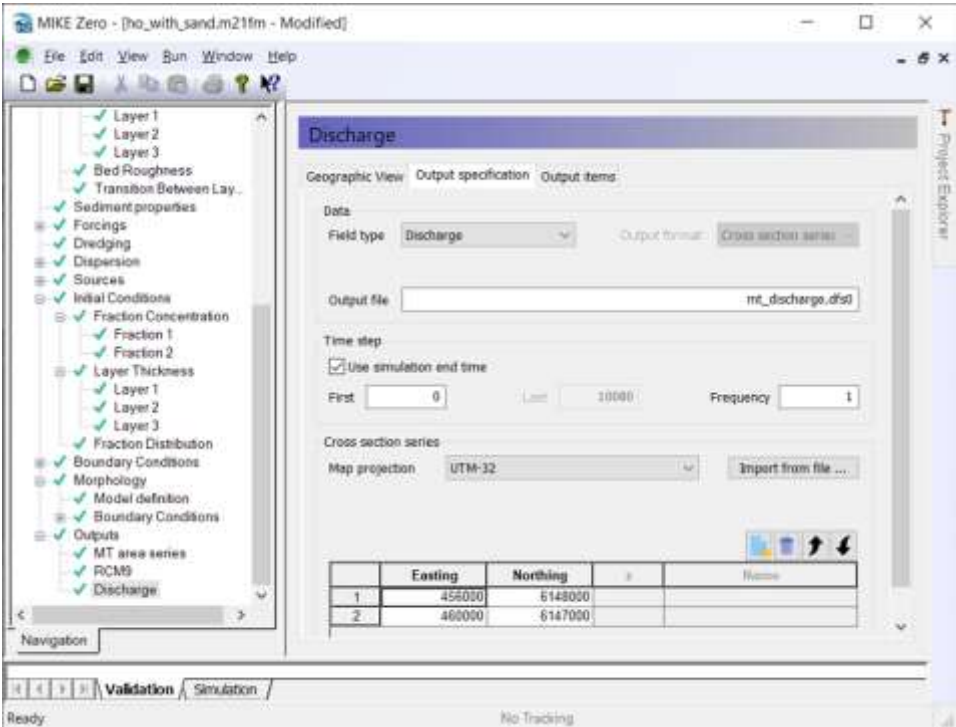 MIKE Zero - [ho_with_sand.m21fm - Modified]
File Edit View Run Window Help
Layer 1
Layer 2
Layer 3
Bed Roughness
Transition Between Lay...
Sediment properties
Forcings
Dredging
Dispersion
Sources
Initial Conditions
Fraction Concentration
Fraction 1
Fraction 2
Layer Thickness
Layer 1
Layer 2
Layer 3
Fraction Distribution
Boundary Conditions
Morphology
Model definition
Boundary Conditions
Outputs
MT area series
RCM9
Discharge
Navigation
Discharge
Geographic View Output specification Output items
Data
Field type Discharge Output format Cross section series
Output file mt_discharge.dfs0
Time step
Use simulation end time
First 0 Last 10080 Frequency 1
Cross section series
Map projection UTM-32 Import from file ...
Easting Northing Name
1 456000 6148000
2 460000 6147000
Project Explorer
Validation Simulation
Ready No Tracking